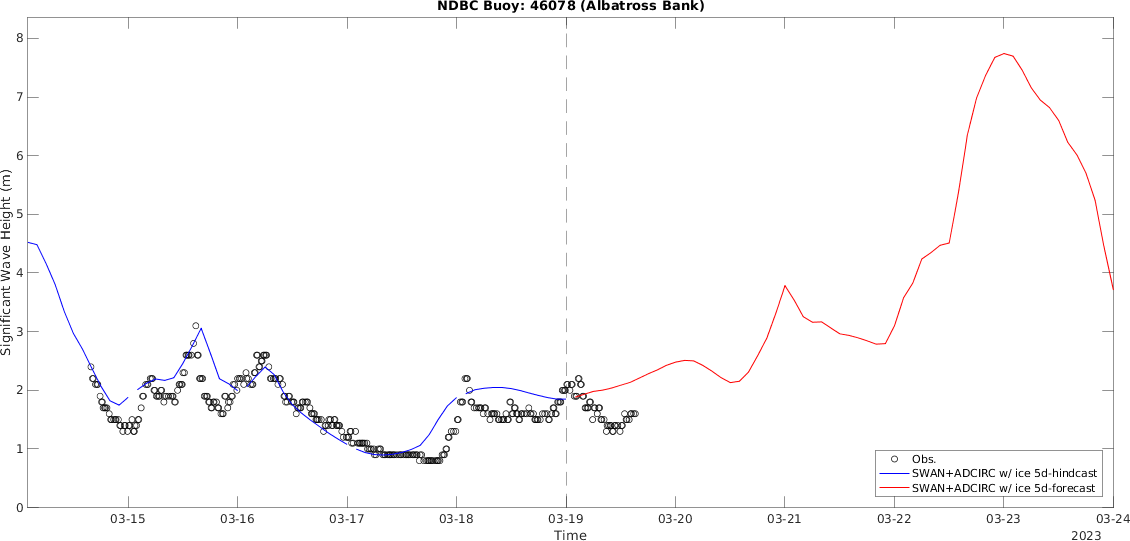 NDBC Buoy: 46078 (Albatross Bank)
8
7
6
5
4
3
2
1
0
Significant Wave Height (m)
Obs.
SWAN+ADCIRC w/ ice 5d-hindcast
SWAN+ADCIRC w/ ice 5d-forecast
03-15 03-16 03-17 03-18 03-19 03-20 03-21 03-22 03-23 03-24
Time
2023